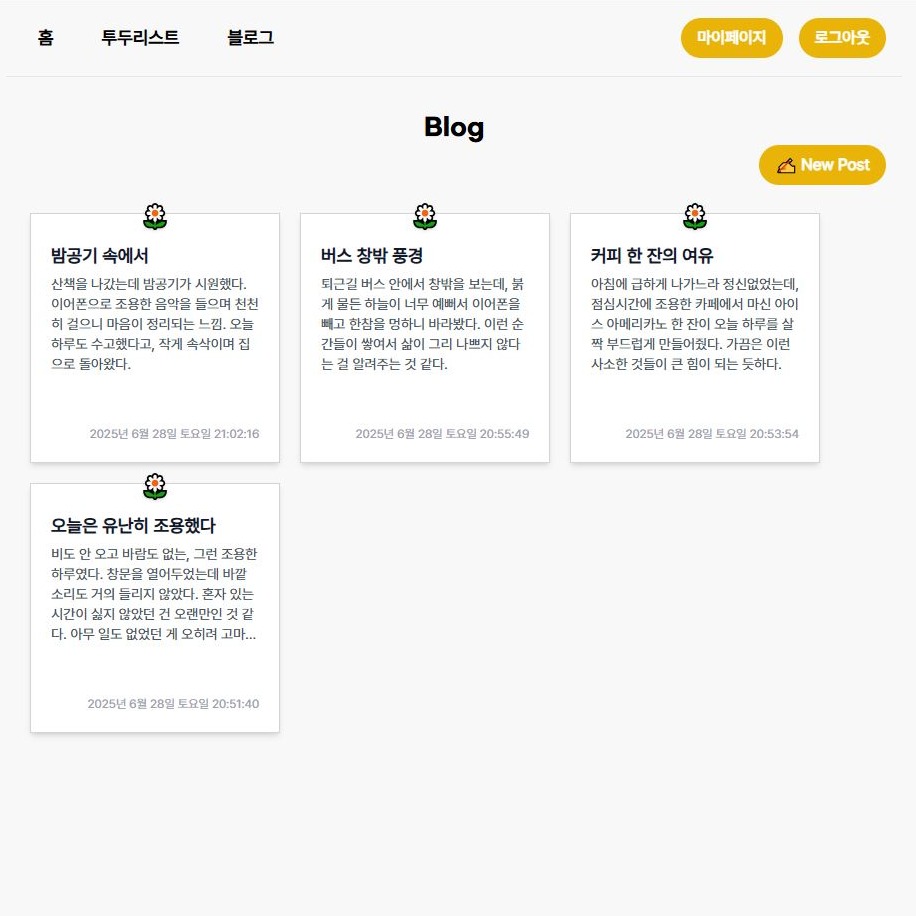 홈 투두리스트 블로그 마이페이지 로그아웃
Blog
New Post
밤공기 속에서
산책을 나갔는데 밤공기가 시원했다.
이어폰으로 조용한 음악을 들으며 천천
히 걸으니 마음이 정리되는 느낌. 오늘
하루도 수고했다고, 작게 속삭이며 집
으로 돌아왔다.
2025년 6월 28일 토요일 21:02:16
버스 창밖 풍경
퇴근길 버스 안에서 창밖을 보는데, 붉
게 물든 하늘이 너무 예뻐서 이어폰을
빼고 한참을 멍하니 바라봤다. 이런 순
간들이 쌓여서 삶이 그리 나쁘지 않다
는 걸 알려주는 것 같다.
2025년 6월 28일 토요일 20:55:49
커피 한 잔의 여유
아침에 급하게 나가느라 정신없었는데,
점심시간에 조용한 카페에서 마신 아이
스 아메리카노 한 잔이 오늘 하루를 살
짝 부드럽게 만들어줬다. 가끔은 이런
사소한 것들이 큰 힘이 되는 듯하다.
2025년 6월 28일 토요일 20:53:54
오늘은 유난히 조용했다
비도 안 오고 바람도 없는, 그런 조용한
하루였다. 창문을 열어두었는데 바깥
소리도 거의 들리지 않았다. 혼자 있는
시간이 싫지 않았던 건 오랜만인 것 같
다. 아무 일도 없었던 게 오히려 고마...
2025년 6월 28일 토요일 20:51:40